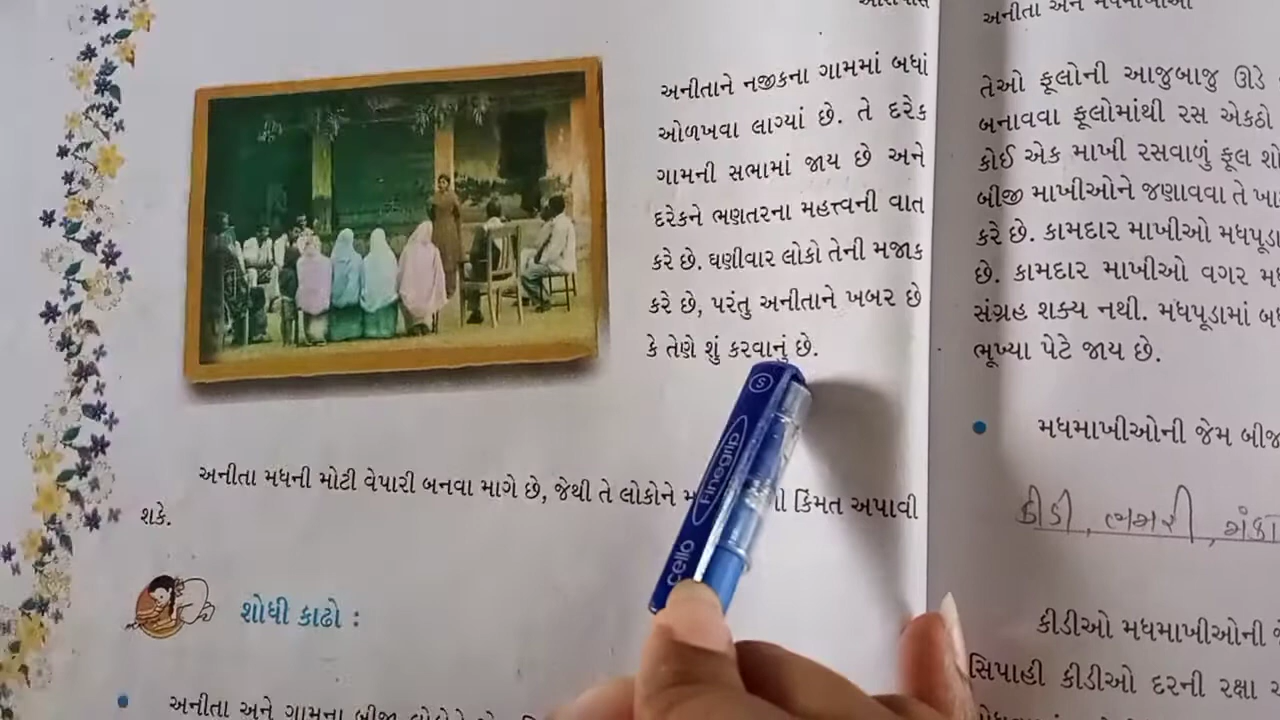 અનીતાને નજીકના ગામમાં બધાં
ઓળખવા લાગ્યાં છે. તે દરેક
ગામની સભામાં જાય છે અને
દરેકને ભણતરના મહત્ત્વની વાત
કરે છે. ઘણીવાર લોકો તેની મજાક
કરે છે, પરંતુ અનીતાને ખબર છે
કે તેણે શું કરવાનું છે.
અનીતા મધની મોટી વેપારી બનવા માગે છે, જેથી તે લોકોને કિંમત અપાવી
શકે.
શોધી કાઢો :
અનીતા અને ગામના બીજા
cello Finegrip
S
અનીતા અને મધમાખીઓ
તેઓ ફૂલોની આજુબાજુ ઊડે
બનાવવા ફૂલોમાંથી રસ એકઠો
કોઈ એક માખી રસવાળું ફૂલ
બીજી માખીઓને જણાવવા તે
કરે છે. કામદાર માખીઓ
છે. કામદાર માખીઓ વગર
સંગ્રહ શક્ય નથી. મધપૂડામાં
ભૂખ્યા પેટે જાય છે.
મધમાખીઓની જેમ
કીડી, ભમરી,
કીડીઓ મધમાખીઓની
સિપાહી કીડીઓ દરની રક્ષા